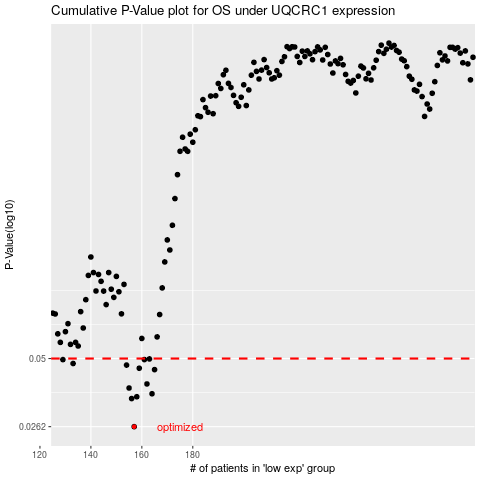 Cumulative P-Value plot for OS under UQCRC1 expression
P-Value(log10)
0.05
0.0262
optimized
120 140 160 180
# of patients in 'low exp' group